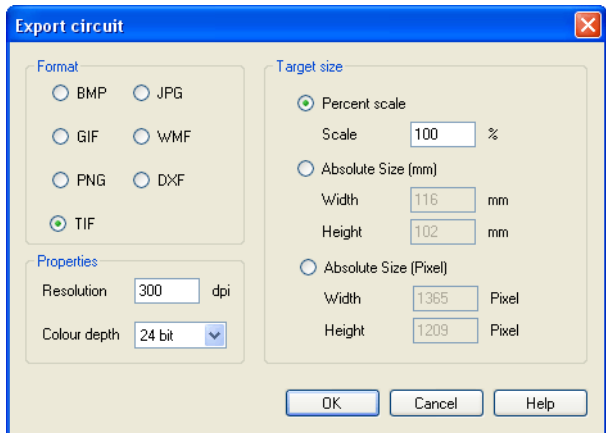 Export circuit
Format
BMP
JPG
GIF
WMF
PNG
DXF
TIF
Properties
Resolution 300 dpi
Colour depth 24 bit
Target size
Percent scale
Scale 100 %
Absolute Size (mm)
Width 116 mm
Height 102 mm
Absolute Size (Pixel)
Width 1365 Pixel
Height 1209 Pixel
OK Cancel Help